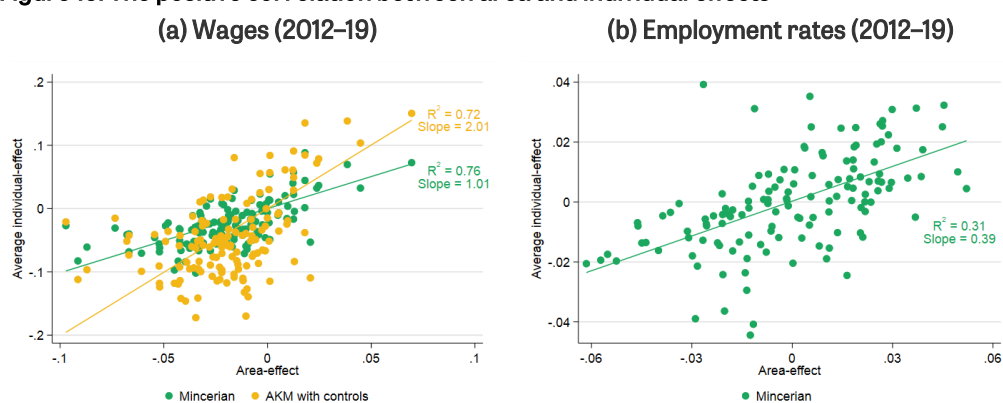 (a) Wages (2012–19)
(b) Employment rates (2012–19)
Average individual-effect
.2
.1
0
-.1
-.2
R² = 0.72
Slope = 2.01
R² = 0.76
Slope = 1.01
-.1
-.05
0
.05
.1
Area-effect
Mincerian
AKM with controls
Average individual-effect
.04
.02
0
-.02
-.04
R² = 0.31
Slope = 0.39
-.06
-.03
0
.03
.06
Area-effect
Mincerian